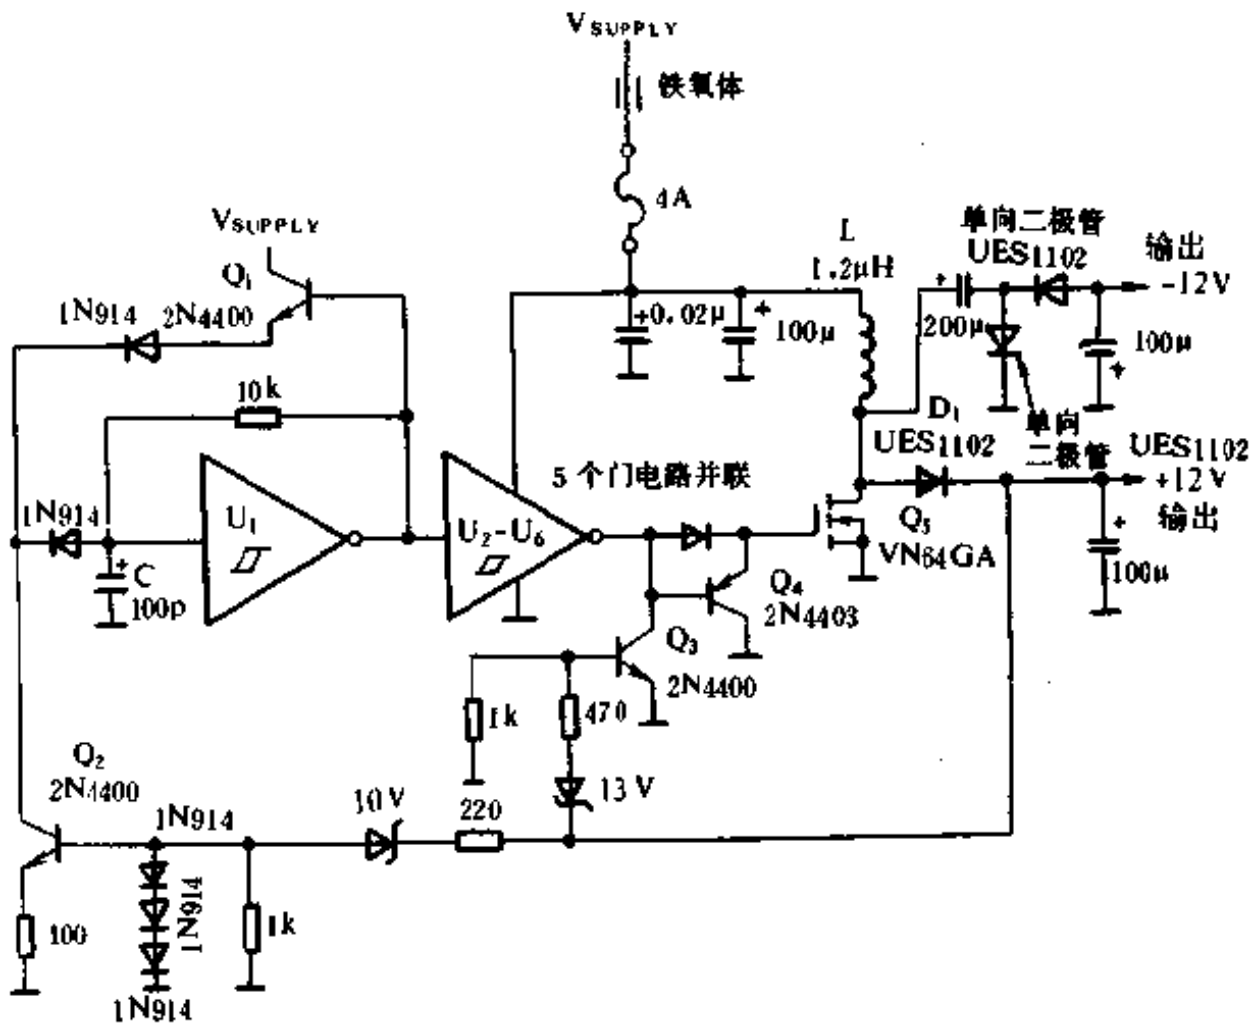 VSUPPLY
铁氧体
4A
VSUPPLY
Q1
1N914
2N4400
10k
L
1.2μH
+0.02μ
+
100μ
单向二极管
UES1102
+
200μ
输出
-12V
100μ
+
D1
UES1102
单向
二极管
UES1102
+12V
输出
+
100μ
1N914
U1
+
C
100p
5个门电路并联
U2-U6
Q5
VN64GA
Q4
2N4403
Q3
2N4400
1k
470
13V
Q2
2N4400
1N914
10V
220
100
1N914
1k
1N914